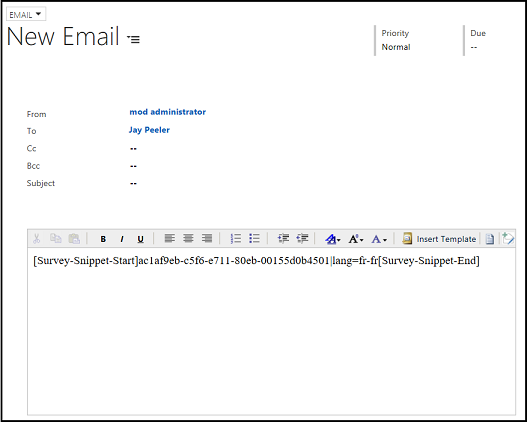 EMAIL
New Email
Priority
Normal
Due
--
From mod administrator
To Jay Peeler
Cc --
Bcc --
Subject --
B I U A A A Insert Template
[Survey-Snippet-Start]ac1af9eb-c5f6-e711-80eb-00155d0b4501|lang=fr-fr[Survey-Snippet-End]